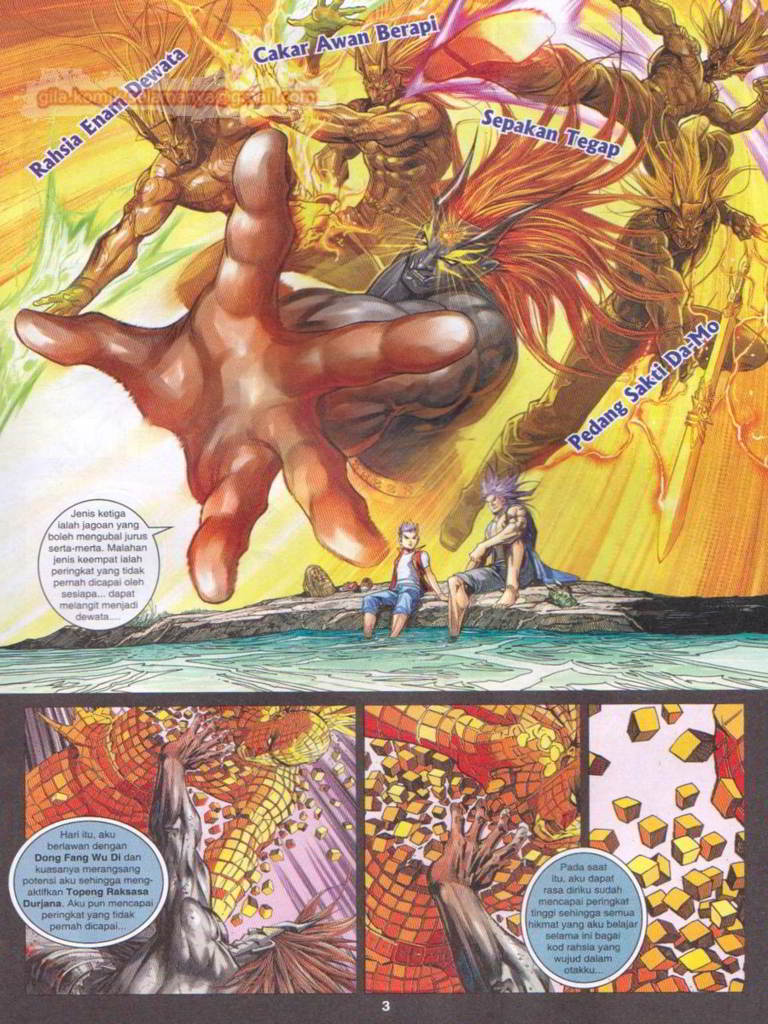 Cakar Awan Berapi
Rahsia Enam Dewata
Sepakan Tegap
Pedang Sakti Da-Mo
Jenis ketiga
ialah jagoan yang
boleh mengubal jurus
serta-merta. Malahan
jenis keempat ialah
peringkat yang tidak
pernah dicapai oleh
sesiapa... dapat
melangit menjadi
dewata....
Hari itu, aku
berlawan dengan
Dong Fang Wu Di dan
kuasanya merangsang
potensi aku sehingga meng-
aktifkan Topeng Raksasa
Durjana. Aku pun mencapai
peringkat yang tidak
pernah dicapai...
Pada saat
itu, aku dapat
rasa diriku sudah
mencapai peringkat
tinggi sehingga semua
hikmat yang aku belajar
selama ini bagai
kod rahsia yang
wujud dalam
otakku...
3